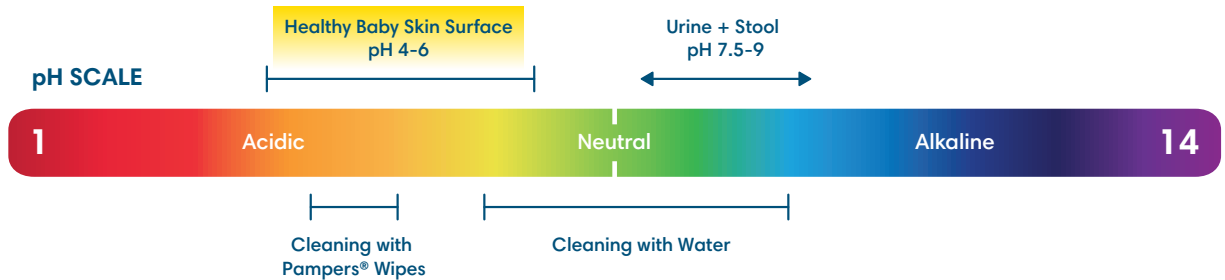 Healthy Baby Skin Surface
pH 4-6
Urine + Stool
pH 7.5-9
pH SCALE
1
Acidic
Neutral
Alkaline
14
Cleaning with
Pampers® Wipes
Cleaning with Water